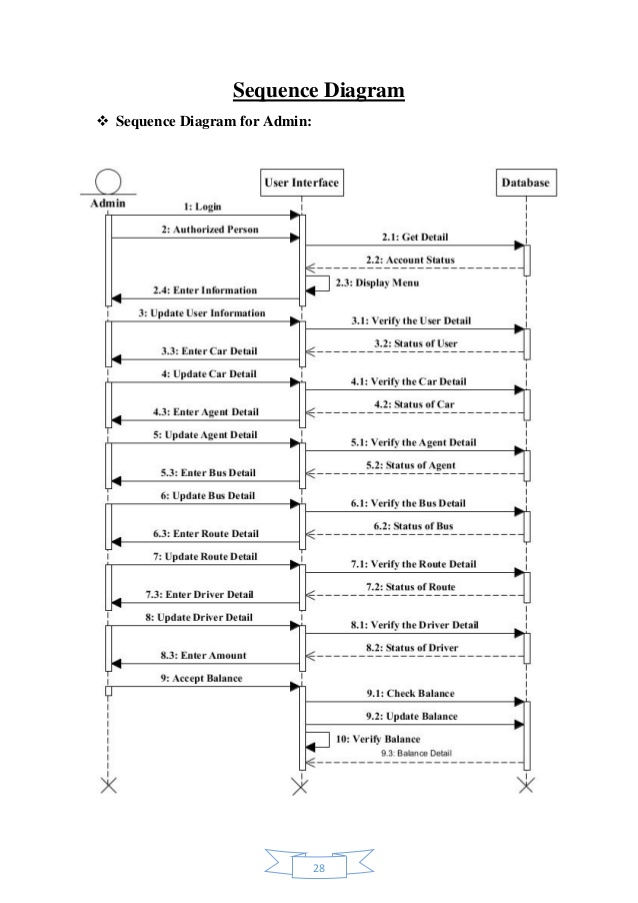 Sequence Diagram
❖ Sequence Diagram for Admin:
Admin
User Interface
Database
1: Login
2: Authorized Person
2.1: Get Detail
2.2: Account Status
2.3: Display Menu
2.4: Enter Information
3: Update User Information
3.1: Verify the User Detail
3.2: Status of User
3.3: Enter Car Detail
4: Update Car Detail
4.1: Verify the Car Detail
4.2: Status of Car
4.3: Enter Agent Detail
5: Update Agent Detail
5.1: Verify the Agent Detail
5.2: Status of Agent
5.3: Enter Bus Detail
6: Update Bus Detail
6.1: Verify the Bus Detail
6.2: Status of Bus
6.3: Enter Route Detail
7: Update Route Detail
7.1: Verify the Route Detail
7.2: Status of Route
7.3: Enter Driver Detail
8: Update Driver Detail
8.1: Verify the Driver Detail
8.2: Status of Driver
8.3: Enter Amount
9: Accept Balance
9.1: Check Balance
9.2: Update Balance
10: Verify Balance
9.3: Balance Detail
28